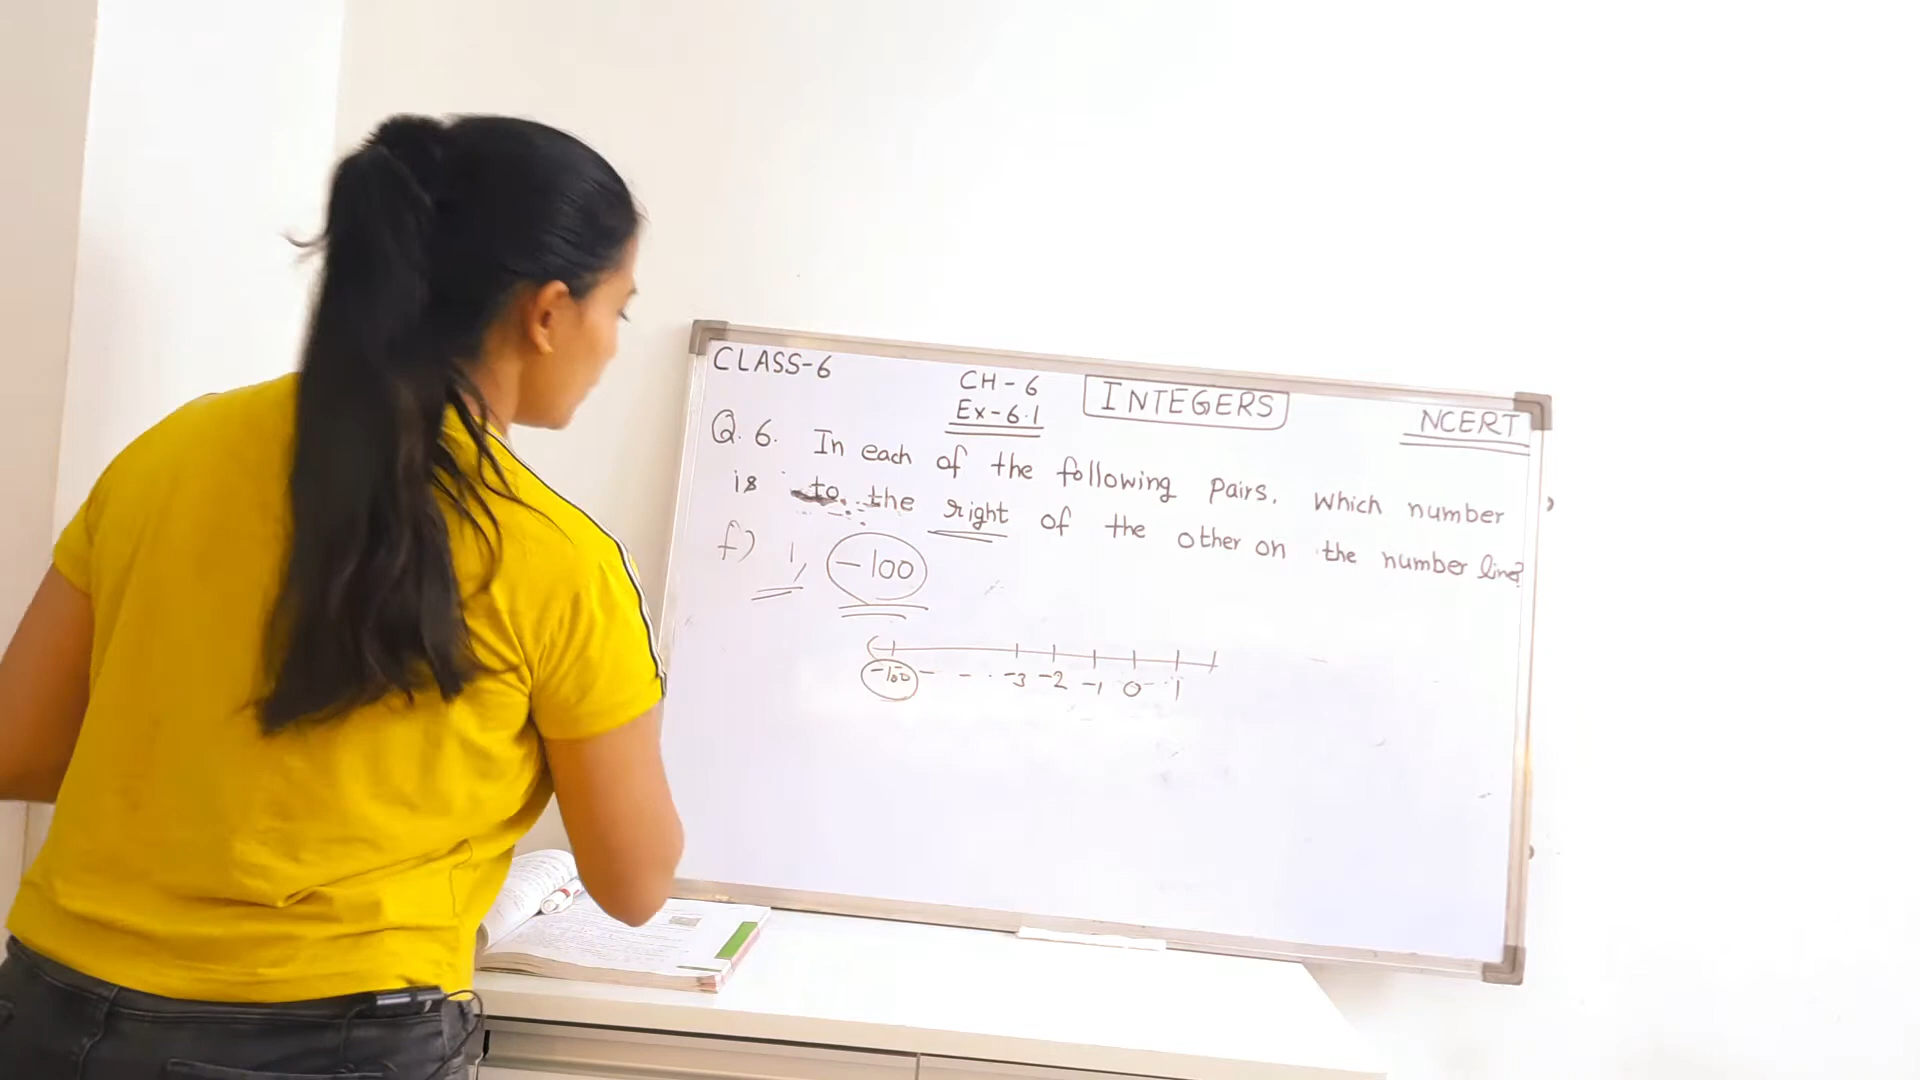 CLASS-6
CH - 6
Ex-6.1
INTEGERS
NCERT
Q.6. In each of the following pairs, which number
is to the right of the other on the number line?
f) 1, -100
-100 - - . -3 -2 -1 0 1